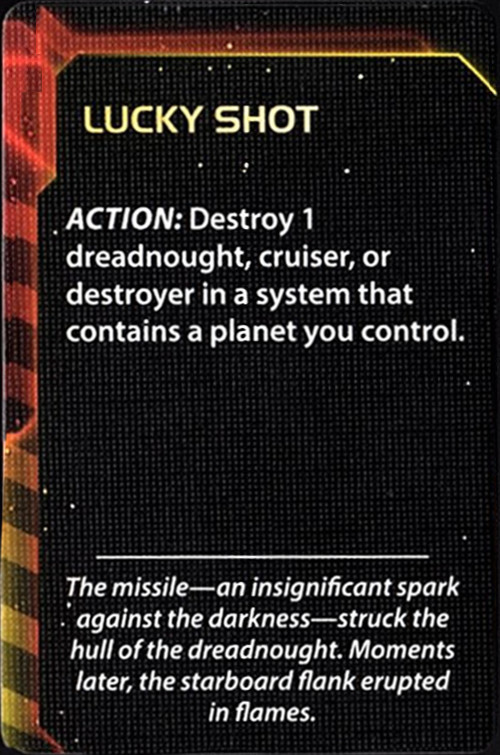 LUCKY SHOT
ACTION: Destroy 1
dreadnought, cruiser, or
destroyer in a system that
contains a planet you control.
The missile—an insignificant spark
against the darkness—struck the
hull of the dreadnought. Moments
later, the starboard flank erupted
in flames.